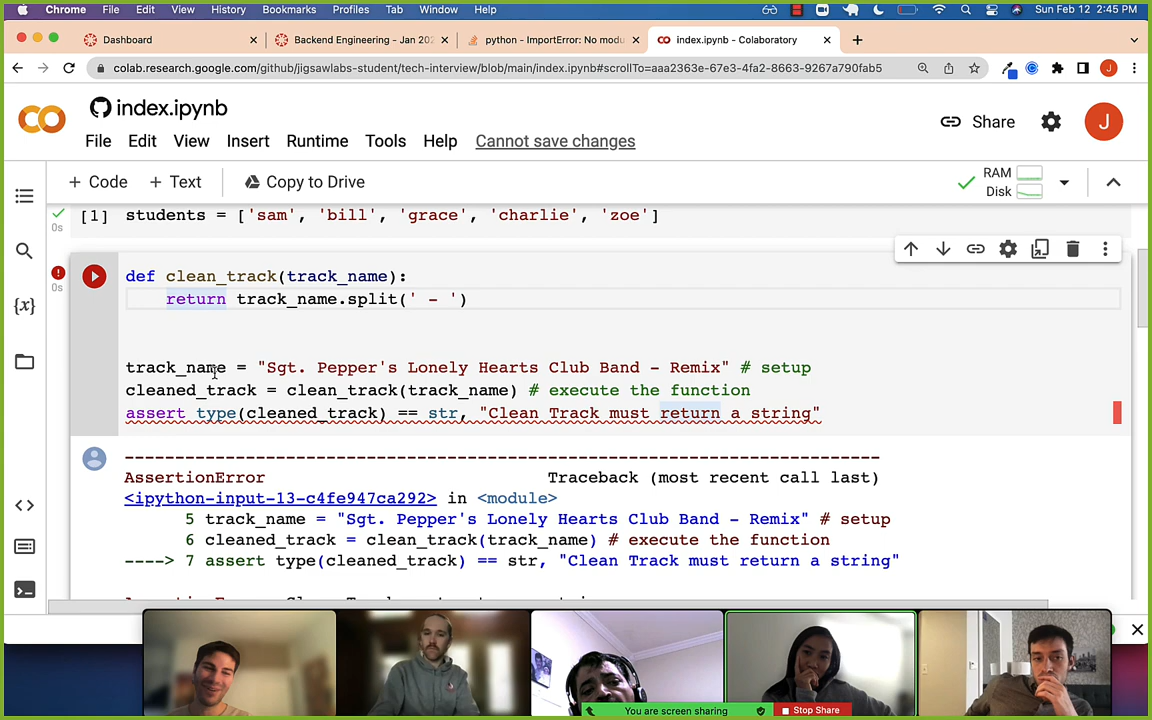 Chrome File Edit View History Bookmarks Profiles Tab Window Help Sun Feb 12 2:45 PM
Dashboard Backend Engineering - Jan 202 python - ImportError: No modu index.ipynb - Colaboratory
colab.research.google.com/github/jigsawlabs-student/tech-interview/blob/main/index.ipynb#scrollTo=aaa2363e-67e3-4fa2-8663-9267a790fab5
index.ipynb
File Edit View Insert Runtime Tools Help Cannot save changes
Share
J
+ Code + Text Copy to Drive
RAM
Disk
[1] students = ['sam', 'bill', 'grace', 'charlie', 'zoe']
0s
def clean_track(track_name):
0s
return track_name.split(' - ')
track_name = "Sgt. Pepper's Lonely Hearts Club Band - Remix" # setup
cleaned_track = clean_track(track_name) # execute the function
assert type(cleaned_track) == str, "Clean Track must return a string"
AssertionError Traceback (most recent call last)
<ipython-input-13-c4fe947ca292> in <module>
5 track_name = "Sgt. Pepper's Lonely Hearts Club Band - Remix" # setup
6 cleaned_track = clean_track(track_name) # execute the function
----> 7 assert type(cleaned_track) == str, "Clean Track must return a string"
You are screen sharing Stop Share